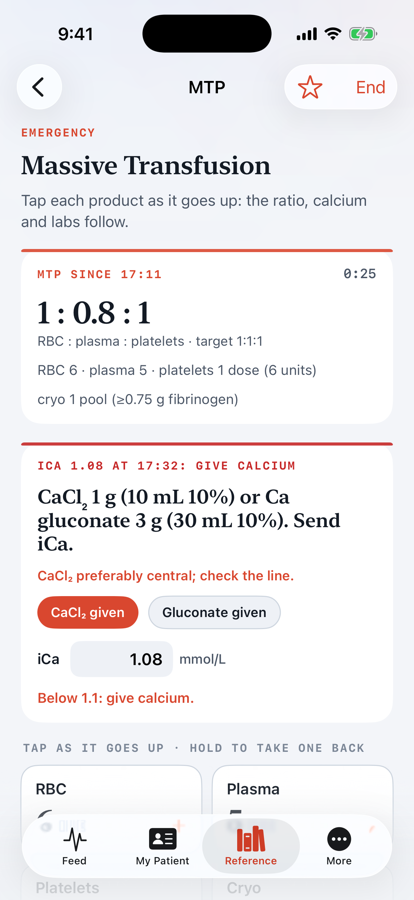 9:41
MTP
End
EMERGENCY
Massive Transfusion
Tap each product as it goes up: the ratio, calcium
and labs follow.
MTP SINCE 17:11
0:25
1 : 0.8 : 1
RBC : plasma : platelets · target 1:1:1
RBC 6 · plasma 5 · platelets 1 dose (6 units)
cryo 1 pool (≥0.75 g fibrinogen)
ICA 1.08 AT 17:32: GIVE CALCIUM
CaCl₂ 1 g (10 mL 10%) or Ca
gluconate 3 g (30 mL 10%). Send
iCa.
CaCl₂ preferably central; check the line.
CaCl₂ given
Gluconate given
iCa
1.08
mmol/L
Below 1.1: give calcium.
TAP AS IT GOES UP · HOLD TO TAKE ONE BACK
RBC
Plasma
Feed
My Patient
Reference
More
Platelets
Cryo